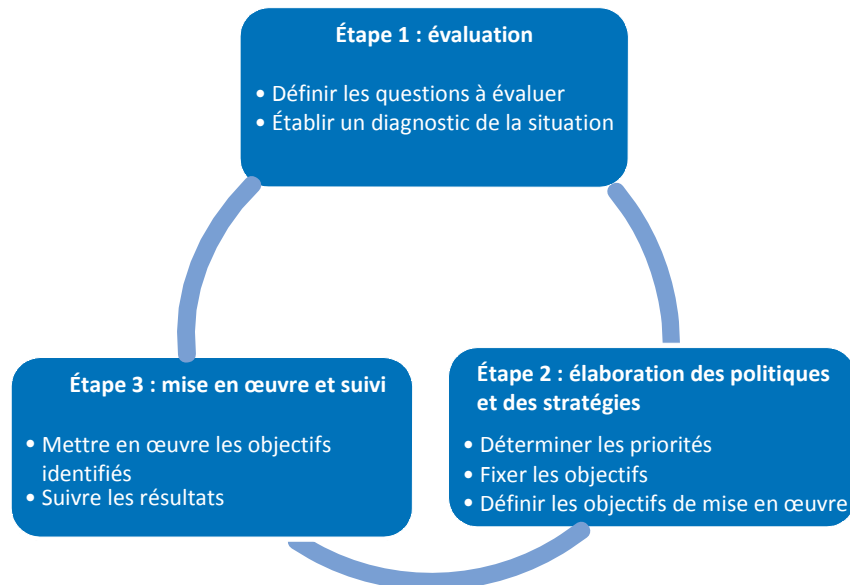 Étape 1 : évaluation
• Définir les questions à évaluer
• Établir un diagnostic de la situation
Étape 2 : élaboration des politiques
et des stratégies
• Déterminer les priorités
• Fixer les objectifs
• Définir les objectifs de mise en œuvre
Étape 3 : mise en œuvre et suivi
• Mettre en œuvre les objectifs
identifiés
• Suivre les résultats